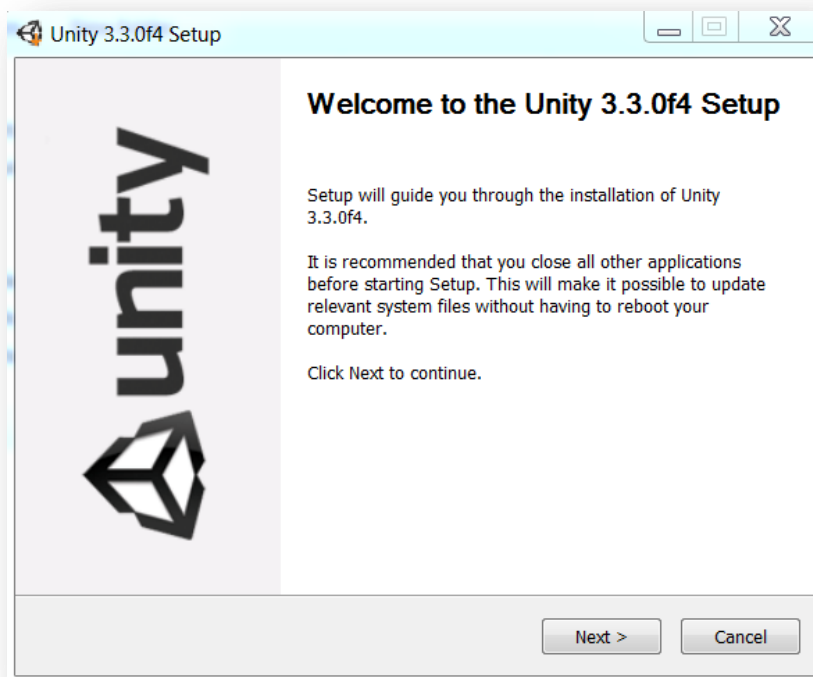 Unity 3.3.0f4 Setup
Welcome to the Unity 3.3.0f4 Setup
Setup will guide you through the installation of Unity
3.3.0f4.
It is recommended that you close all other applications
before starting Setup. This will make it possible to update
relevant system files without having to reboot your
computer.
Click Next to continue.
unity
Next >
Cancel